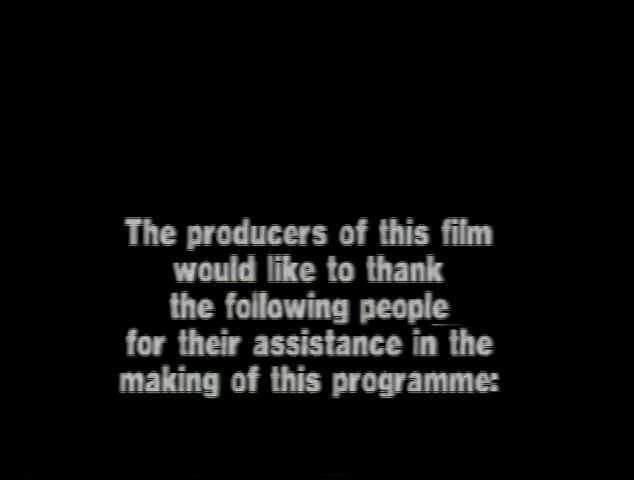 The producers of this film
would like to thank
the following people
for their assistance in the
making of this programme: